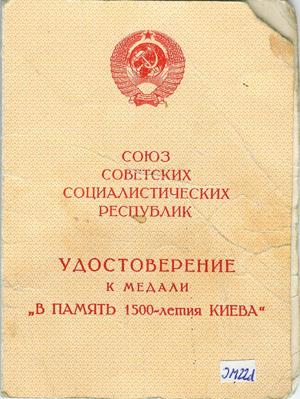 СОЮЗ
СОВЕТСКИХ
СОЦИАЛИСТИЧЕСКИХ
РЕСПУБЛИК
УДОСТОВЕРЕНИЕ
К МЕДАЛИ
„В ПАМЯТЬ 1500-летия КИЕВА“